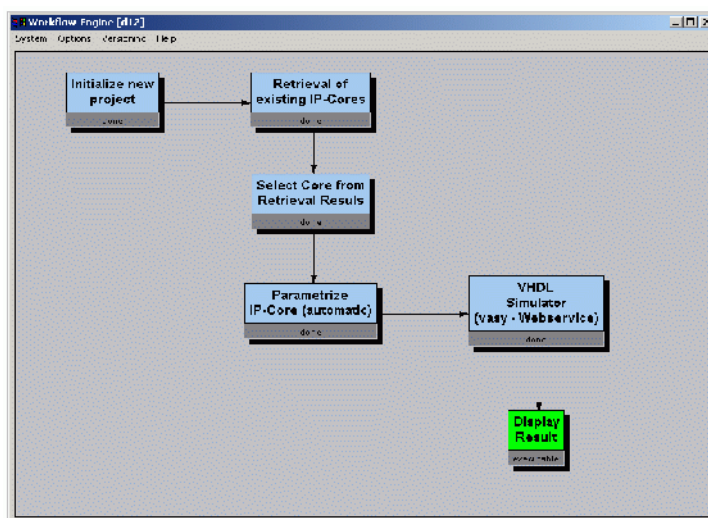 Workflow Engine [d12]
System Options Versioning Help
Initialize new
project
done
Retrieval of
existing IP-Cores
done
Select Core from
Retrieval Resuls
done
Parametrize
IP-Core (automatic)
done
VHDL
Simulator
(vasy - Webservice)
done
Display
Result
executable